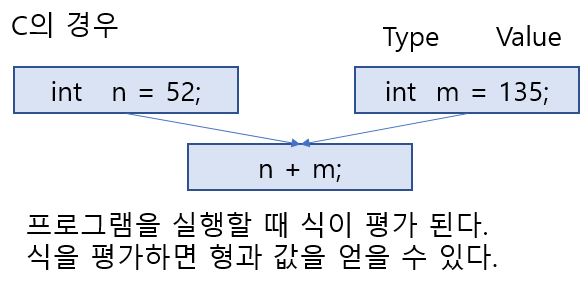 C의 경우
Type Value
int n = 52;
int m = 135;
n + m;
프로그램을 실행할 때 식이 평가 된다.
식을 평가하면 형과 값을 얻을 수 있다.